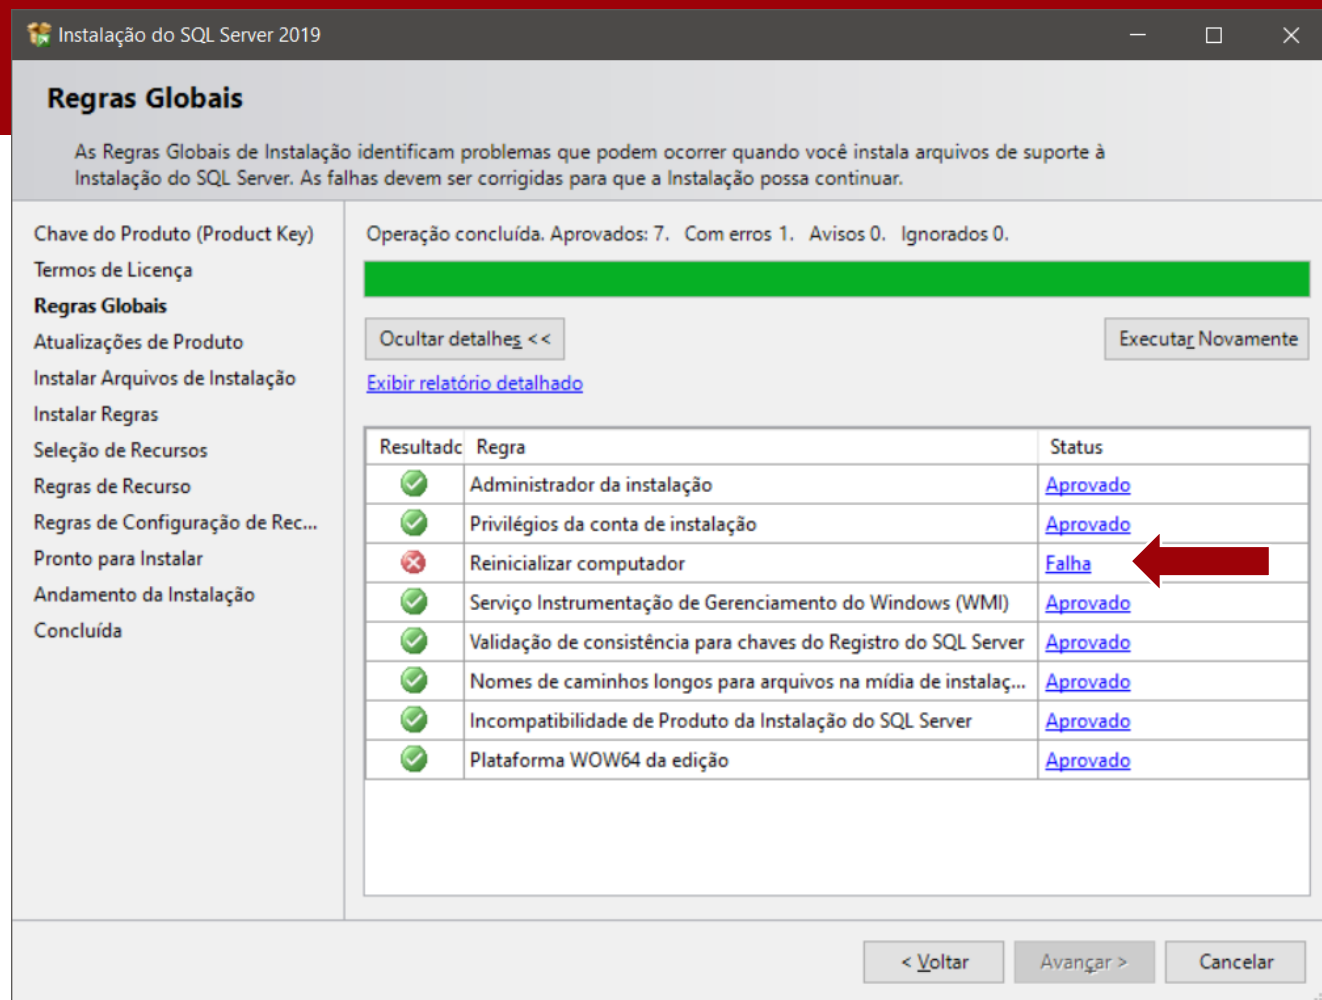 Instalação do SQL Server 2019
Regras Globais
As Regras Globais de Instalação identificam problemas que podem ocorrer quando você instala arquivos de suporte à
Instalação do SQL Server. As falhas devem ser corrigidas para que a Instalação possa continuar.
Chave do Produto (Product Key)
Termos de Licença
Regras Globais
Atualizações de Produto
Instalar Arquivos de Instalação
Instalar Regras
Seleção de Recursos
Regras de Recurso
Regras de Configuração de Rec...
Pronto para Instalar
Andamento da Instalação
Concluída
Operação concluída. Aprovados: 7. Com erros 1. Avisos 0. Ignorados 0.
Ocultar detalhes <<
Executar Novamente
Exibir relatório detalhado
Resultado Regra Status
Administrador da instalação Aprovado
Privilégios da conta de instalação Aprovado
Reinicializar computador Falha
Serviço Instrumentação de Gerenciamento do Windows (WMI) Aprovado
Validação de consistência para chaves do Registro do SQL Server Aprovado
Nomes de caminhos longos para arquivos na mídia de instalaç... Aprovado
Incompatibilidade de Produto da Instalação do SQL Server Aprovado
Plataforma WOW64 da edição Aprovado
< Voltar
Avançar >
Cancelar